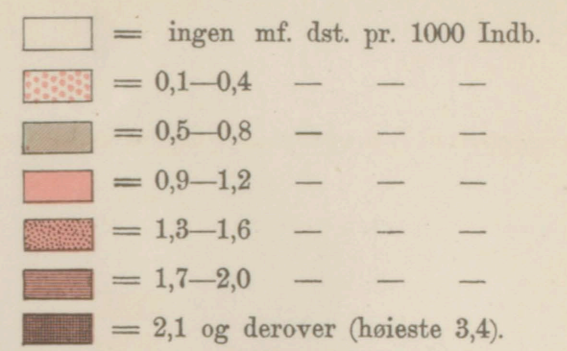 = ingen mf. dst. pr. 1000 Indb.
= 0,1—0,4 — — —
= 0,5—0,8 — — —
= 0,9—1,2 — — —
= 1,3—1,6 — — —
= 1,7—2,0 — — —
= 2,1 og derover (høieste 3,4).